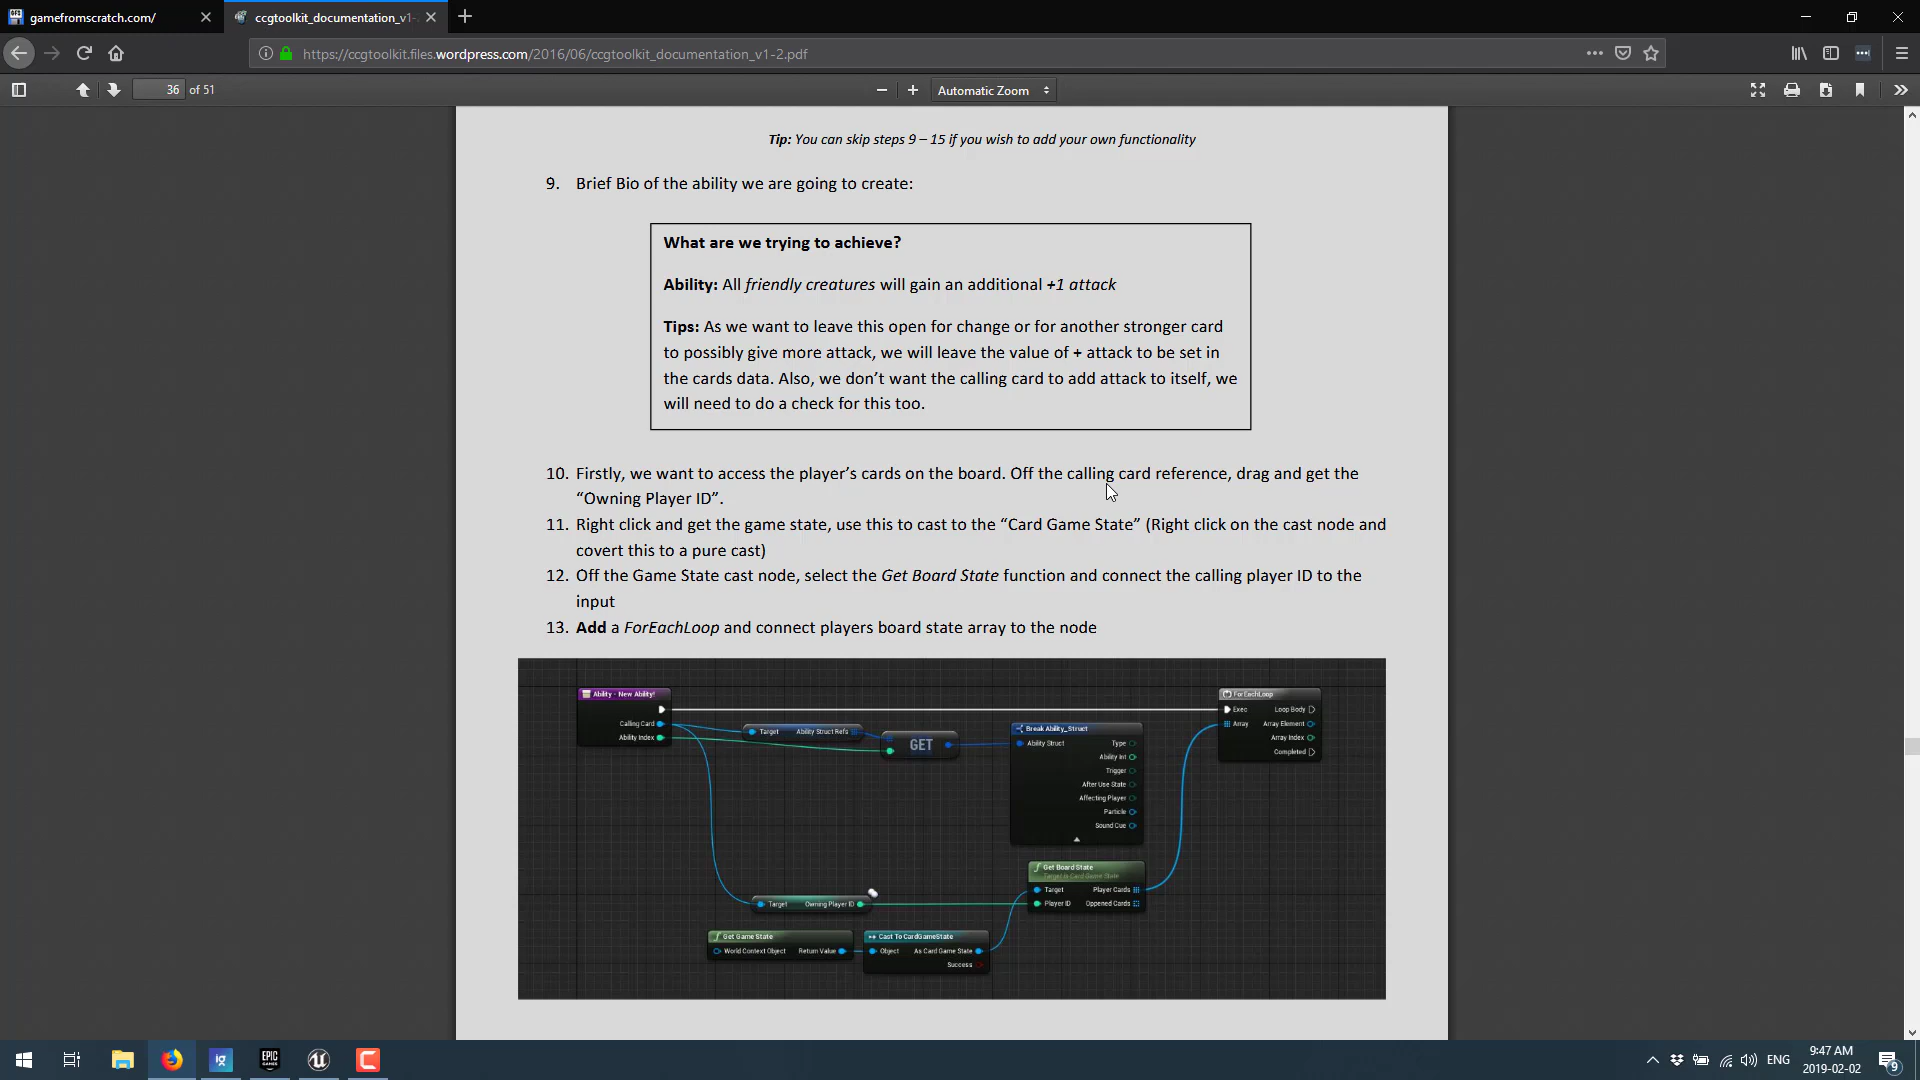 gamefromscratch.com/
ccgtoolkit_documentation_v1-
https://ccgtoolkit.files.wordpress.com/2016/06/ccgtoolkit_documentation_v1-2.pdf
36 of 51
Automatic Zoom
Tip: You can skip steps 9 – 15 if you wish to add your own functionality
9. Brief Bio of the ability we are going to create:
What are we trying to achieve?
Ability: All friendly creatures will gain an additional +1 attack
Tips: As we want to leave this open for change or for another stronger card
to possibly give more attack, we will leave the value of + attack to be set in
the cards data. Also, we don't want the calling card to add attack to itself, we
will need to do a check for this too.
10. Firstly, we want to access the player's cards on the board. Off the calling card reference, drag and get the
"Owning Player ID".
11. Right click and get the game state, use this to cast to the "Card Game State" (Right click on the cast node and
covert this to a pure cast)
12. Off the Game State cast node, select the Get Board State function and connect the calling player ID to the
input
13. Add a ForEachLoop and connect players board state array to the node
Ability - New Ability!
Calling Card
Ability Index
Target Ability Struct Refs
GET
Break Ability_Struct
Ability Struct Type
Ability Int
Trigger
After Use State
Affecting Player
Particle
Sound Cue
ForEachLoop
Exec Loop Body
Array Array Element
Array Index
Completed
Get Board State
Target is Card Game State
Target Player Cards
Player ID Oppened Cards
Target Owning Player ID
Get Game State
World Context Object Return Value
Cast To CardGameState
Object As Card Game State
Success
ig
EPIC
GAMES
ENG
9:47 AM
2019-02-02
9